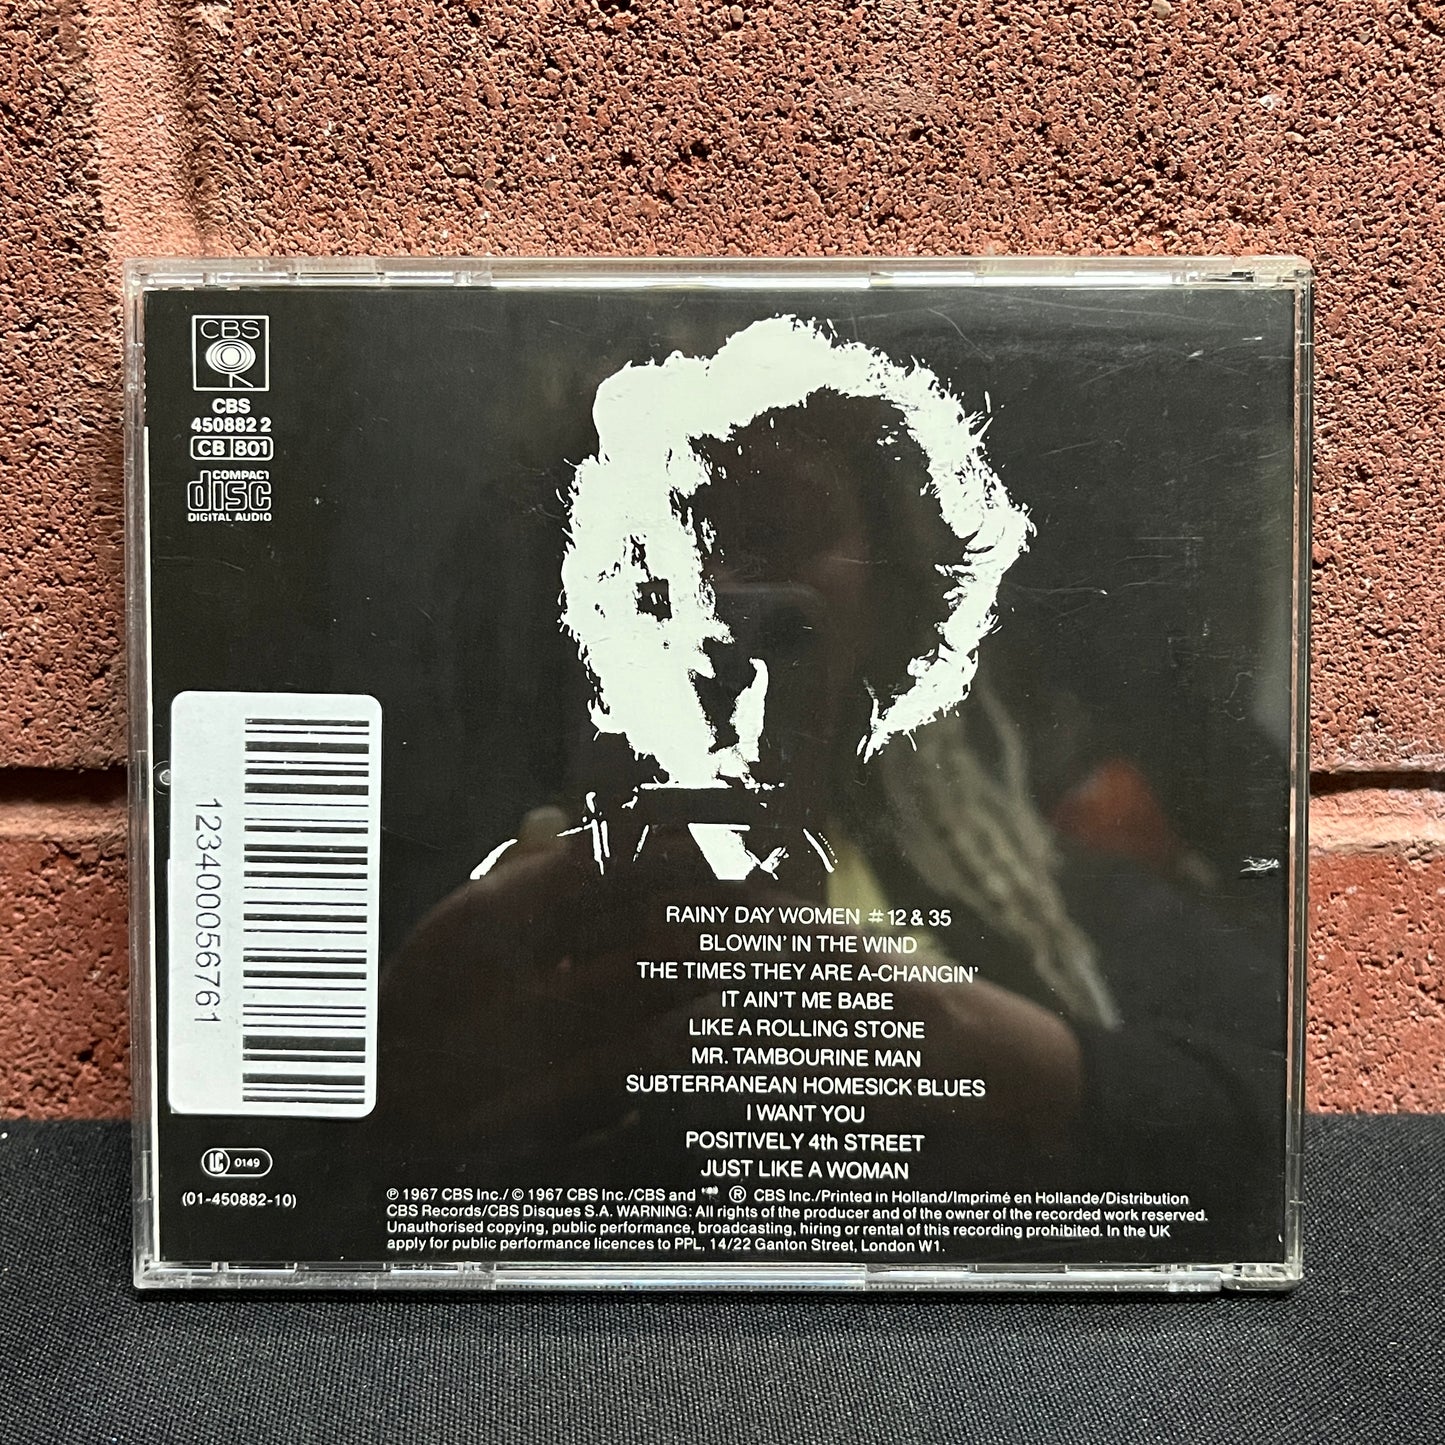 CBS
CBS
450882 2
CB 801
COMPACT
disc
DIGITAL AUDIO
1234000056761
RAINY DAY WOMEN #12 & 35
BLOWIN' IN THE WIND
THE TIMES THEY ARE A-CHANGIN'
IT AIN'T ME BABE
LIKE A ROLLING STONE
MR. TAMBOURINE MAN
SUBTERRANEAN HOMESICK BLUES
I WANT YOU
POSITIVELY 4th STREET
JUST LIKE A WOMAN
LC 0149
(01-450882-10)
℗ 1967 CBS Inc./ © 1967 CBS Inc./CBS and ® CBS Inc./Printed in Holland/Imprimé en Hollande/Distribution
CBS Records/CBS Disques S.A. WARNING: All rights of the producer and of the owner of the recorded work reserved.
Unauthorised copying, public performance, broadcasting, hiring or rental of this recording prohibited. In the UK
apply for public performance licences to PPL, 14/22 Ganton Street, London W1.